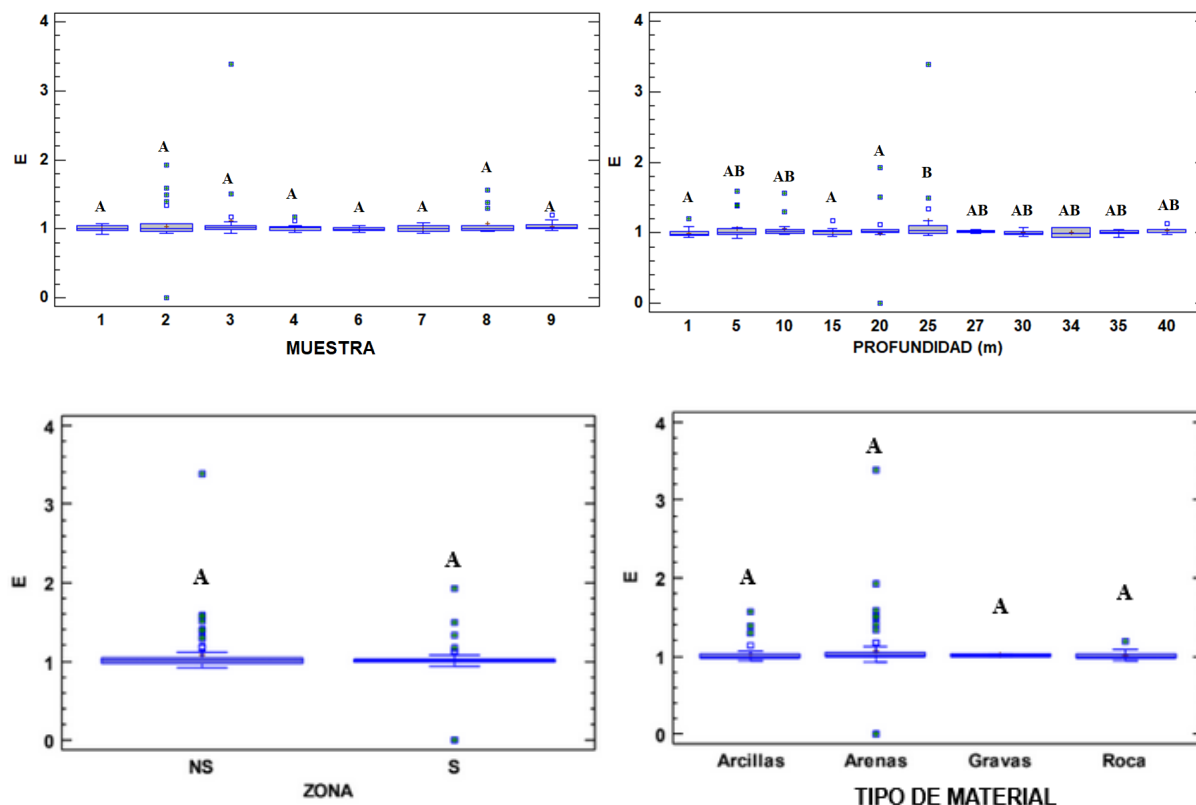 4
3
2
1
0
E
A
A
A
A
A
A
A
A
1 2 3 4 6 7 8 9
MUESTRA
4
3
2
1
0
E
A
AB
AB
A
A
B
AB
AB
AB
AB
AB
1 5 10 15 20 25 27 30 34 35 40
PROFUNDIDAD (m)
4
3
2
1
0
E
A
A
NS S
ZONA
4
3
2
1
0
E
A
A
A
A
Arcillas Arenas Gravas Roca
TIPO DE MATERIAL